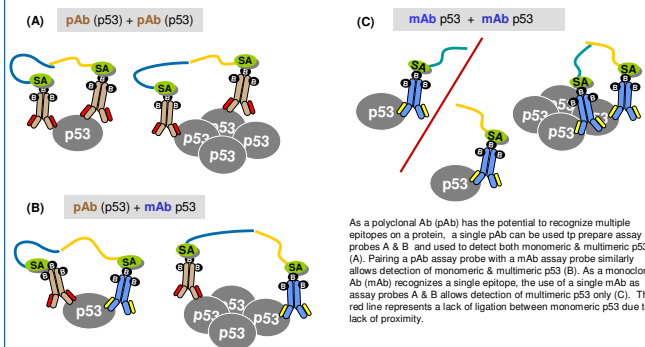 (A)
pAb (p53) + pAb (p53)
SA
SA
SA
SA
B
B
B
B
B
B
B
B
B
B
B
B
p53
p53
p53
p53
p53
(B)
pAb (p53) + mAb p53
SA
SA
SA
SA
B
B
B
B
B
B
B
B
B
B
B
B
p53
p53
p53
p53
p53
(C)
mAb p53 + mAb p53
SA
SA
SA
SA
B
B
B
B
B
B
B
B
B
B
B
B
p53
p53
p53
p53
p53
As a polyclonal Ab (pAb) has the potential to recognize multiple
epitopes on a protein, a single pAb can be used tp prepare assay
probes A & B and used to detect both monomeric & multimeric p53
(A). Pairing a pAb assay probe with a mAb assay probe similarly
allows detection of monomeric & multimeric p53 (B). As a monoclon
Ab (mAb) recognizes a single epitope, the use of a single mAb as
assay probes A & B allows detection of multimeric p53 only (C). Th
red line represents a lack of ligation between monomeric p53 due t
lack of proximity.